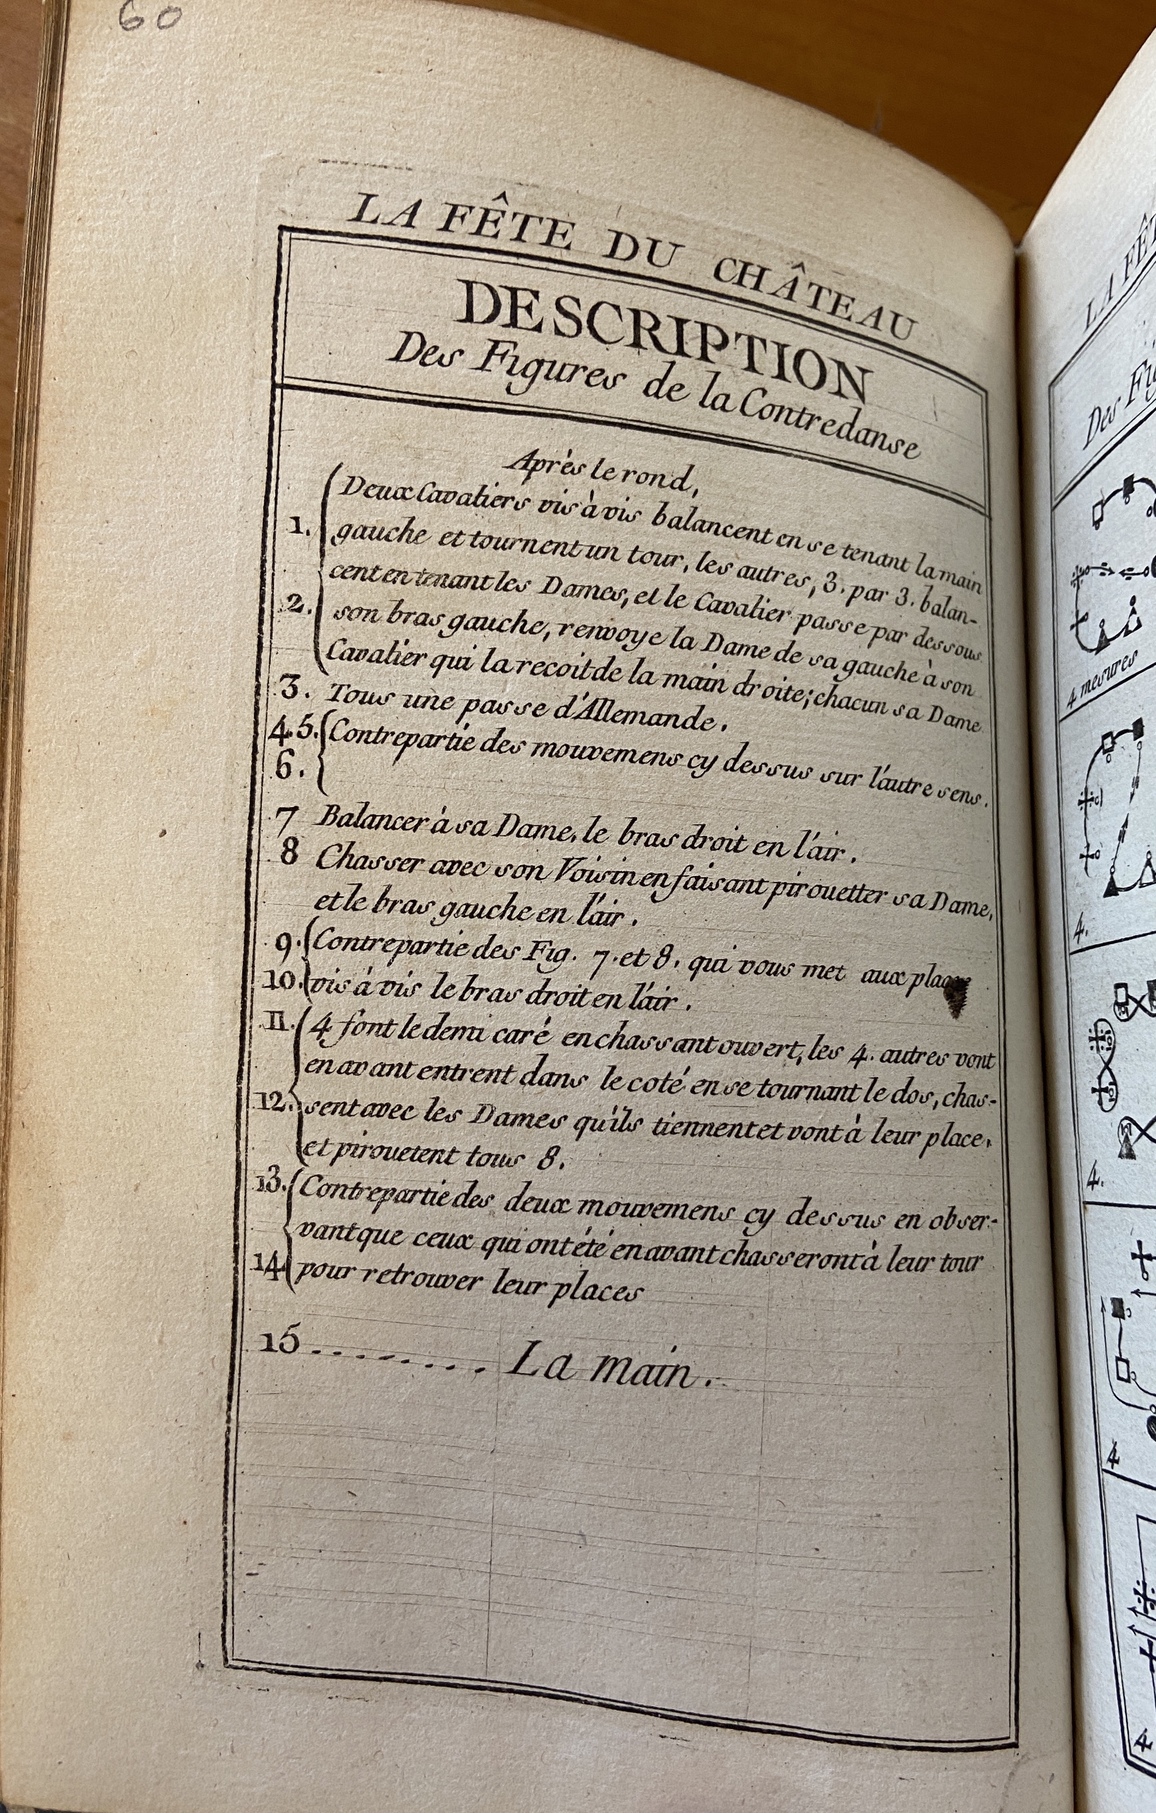 60
LA FÊTE DU CHÂTEAU
DESCRIPTION
Des Figures de la Contredanse
Après le rond,
1. Deux Cavaliers vis à vis balancent en se tenant la main
gauche et tournent un tour, les autres, 3. par 3. balan-
cent en tenant les Dames, et le Cavalier passe par dessous
2. son bras gauche, renvoye la Dame de sa gauche à son
Cavalier qui la recoit de la main droite; chacun sa Dame
3. Tous une passe d'Allemande.
4. 5. Contrepartie des mouvemens cy dessus sur l'autre sens.
6.
7 Balancer à sa Dame, le bras droit en l'air.
8 Chasser avec son Voisin en faisant pirouetter sa Dame,
et le bras gauche en l'air.
9. Contrepartie des Fig. 7. et 8. qui vous met aux
10. vis à vis le bras droit en l'air.
11. 4 font le demi caré en chassant ouvert, les 4. autres vont
en avant entrent dans le coté en se tournant le dos, chas-
12. sent avec les Dames qu'ils tiennent et vont à leur place,
et pirouetent tous 8.
13. Contrepartie des deux mouvemens cy dessus en obser-
vant que ceux qui ont été en avant chasseront à leur tour
14 pour retrouver leur places
15 ......... La main.
LA FÊT
Des Fig
4 mesures
4.
4.
4
4